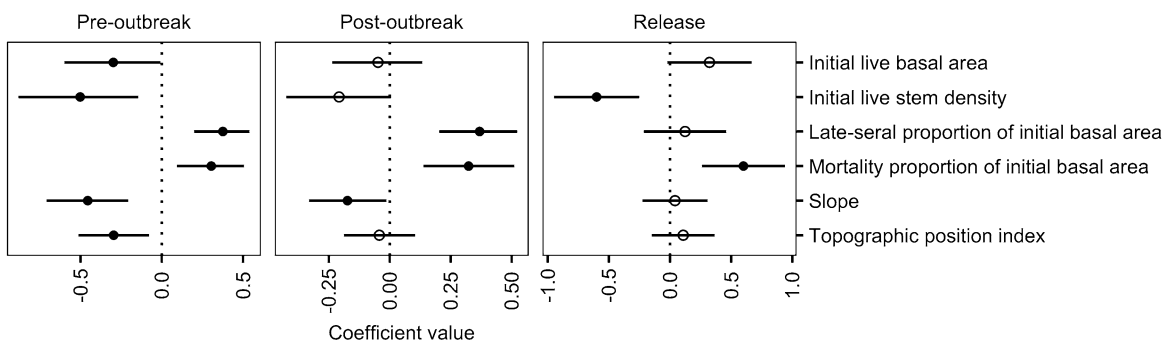 Pre-outbreak
Post-outbreak
Release
Initial live basal area
Initial live stem density
Late-seral proportion of initial basal area
Mortality proportion of initial basal area
Slope
Topographic position index
-0.5 0.0 0.5
-0.25 0.00 0.25 0.50
-1.0 -0.5 0.0 0.5 1.0
Coefficient value